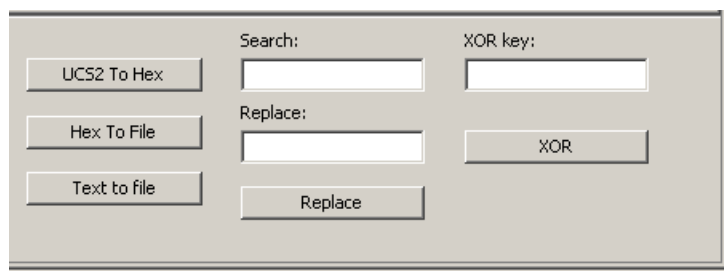 Search:
XOR key:
UCS2 To Hex
Replace:
Hex To File
XOR
Text to file
Replace